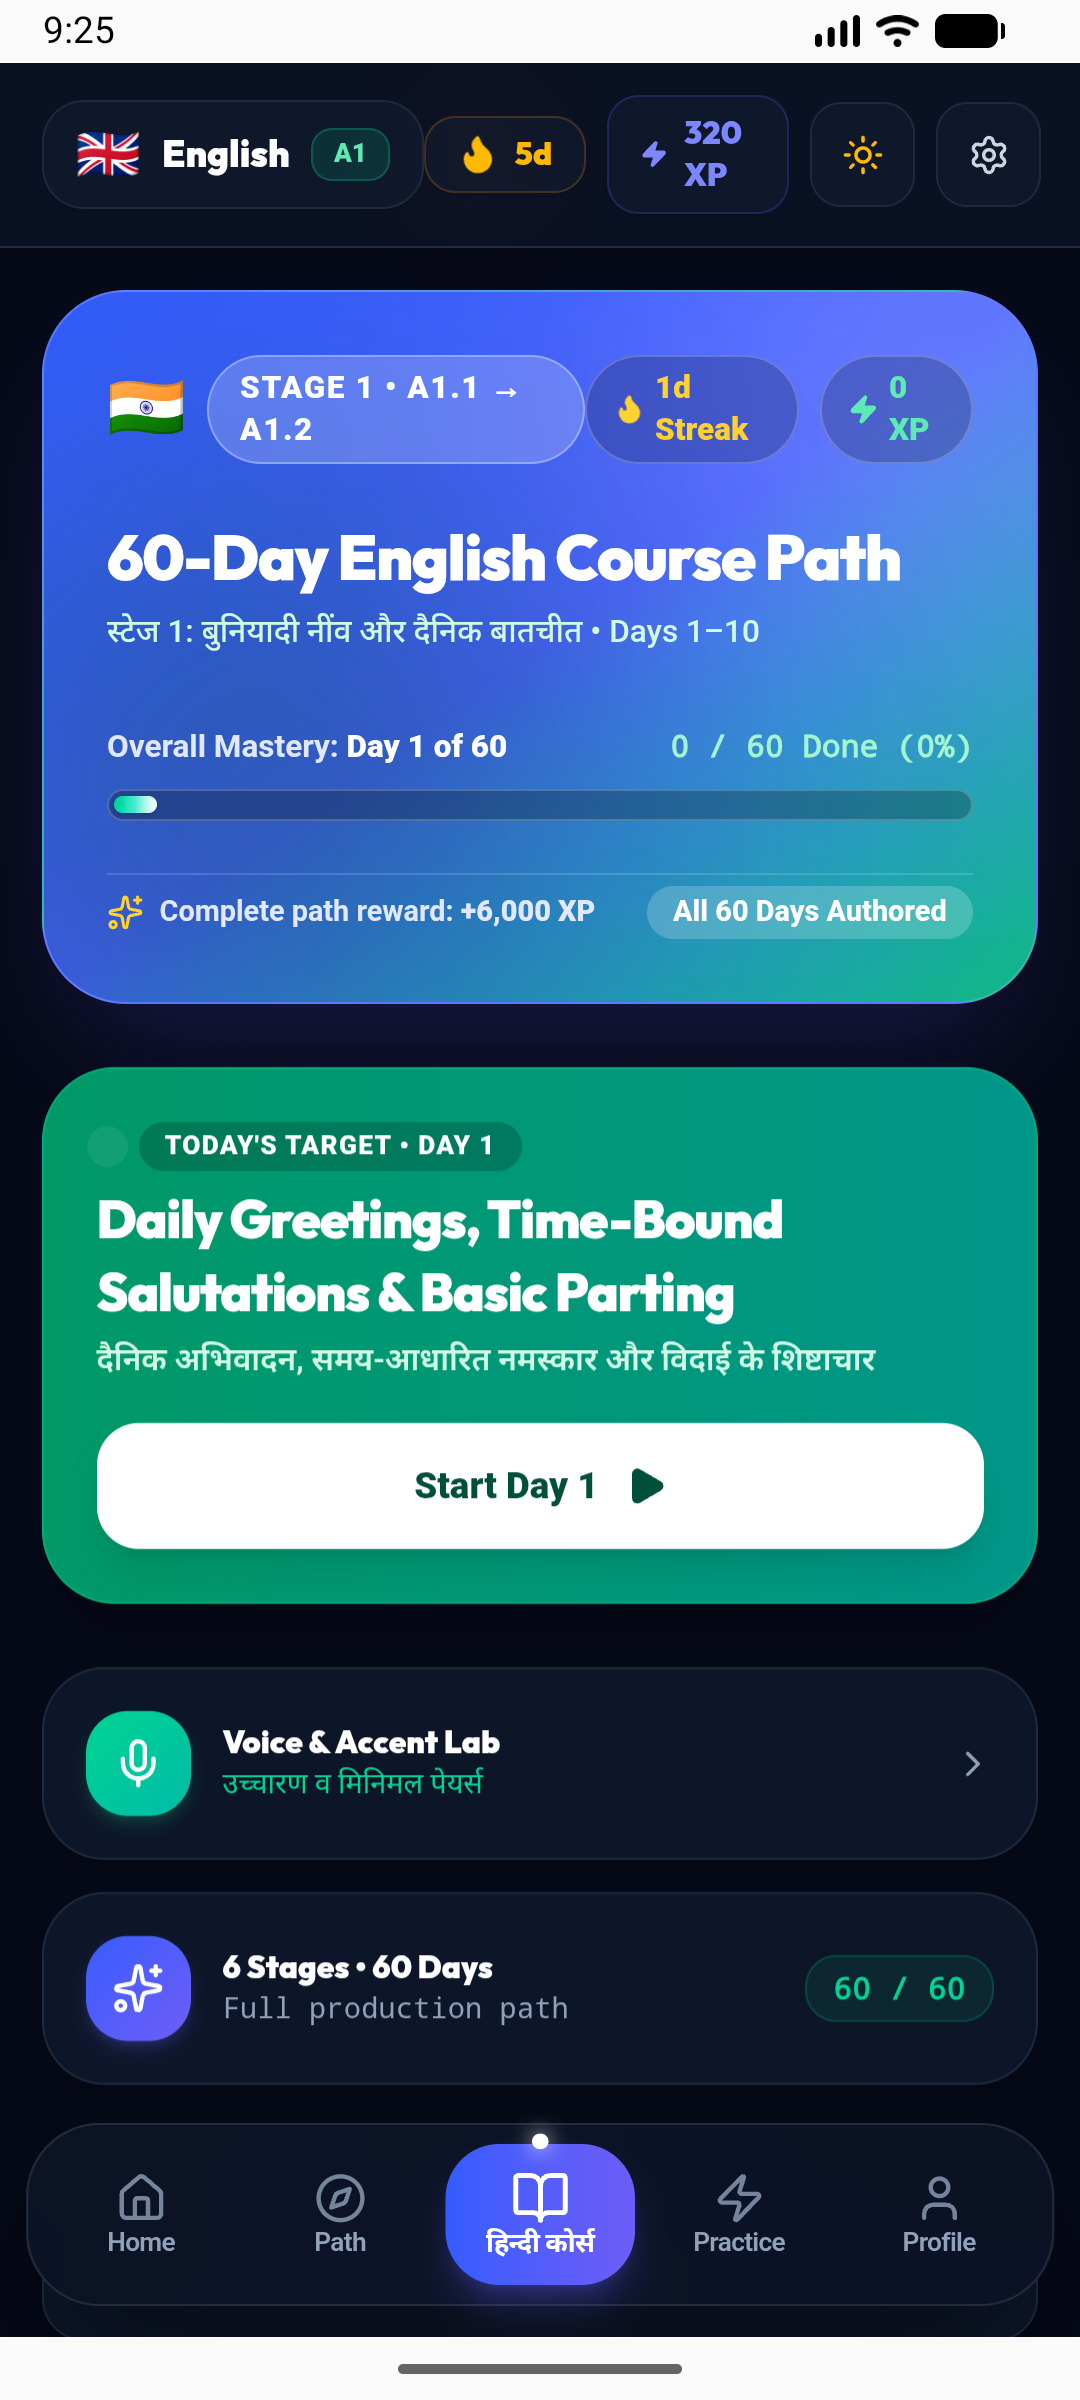 9:25
English A1
5d
320
XP
STAGE 1 • A1.1 →
A1.2
1d
Streak
0
XP
60-Day English Course Path
स्टेज 1: बुनियादी नींव और दैनिक बातचीत • Days 1–10
Overall Mastery: Day 1 of 60
0 / 60 Done (0%)
Complete path reward: +6,000 XP
All 60 Days Authored
TODAY'S TARGET • DAY 1
Daily Greetings, Time-Bound
Salutations & Basic Parting
दैनिक अभिवादन, समय-आधारित नमस्कार और विदाई के शिष्टाचार
Start Day 1
Voice & Accent Lab
उच्चारण व मिनिमल पेयर्स
6 Stages • 60 Days
Full production path
60 / 60
Home
Path
हिन्दी कोर्स
Practice
Profile